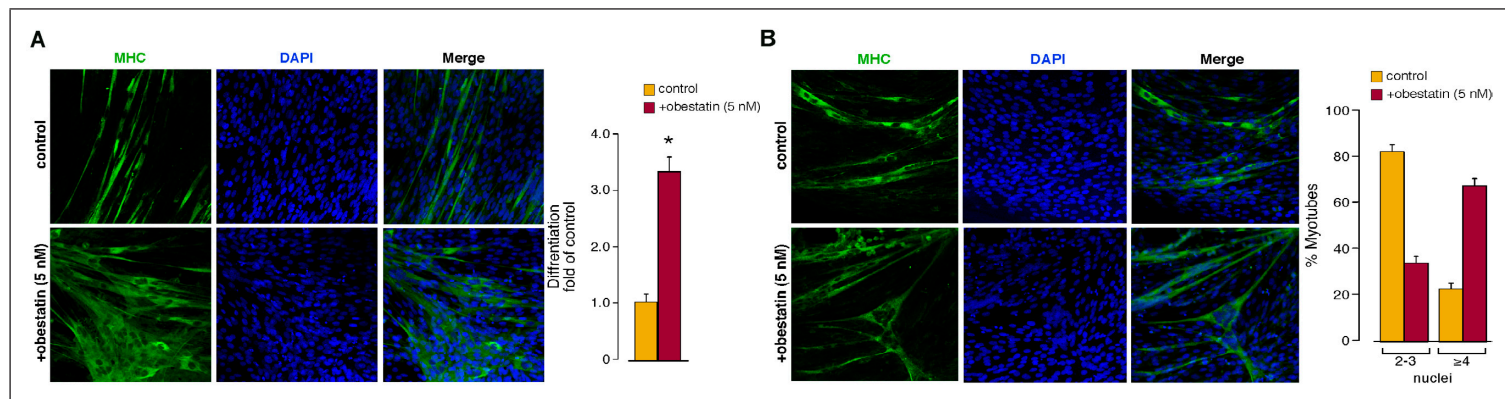 A
MHC
DAPI
Merge
control
+obestatin (5 nM)
control
+obestatin (5 nM)
Diffrentiation
fold of control
4.0
3.0
2.0
1.0
0
*
B
MHC
DAPI
Merge
control
+obestatin (5 nM)
control
+obestatin (5 nM)
% Myotubes
100
80
60
40
20
0
2-3
≥4
nuclei